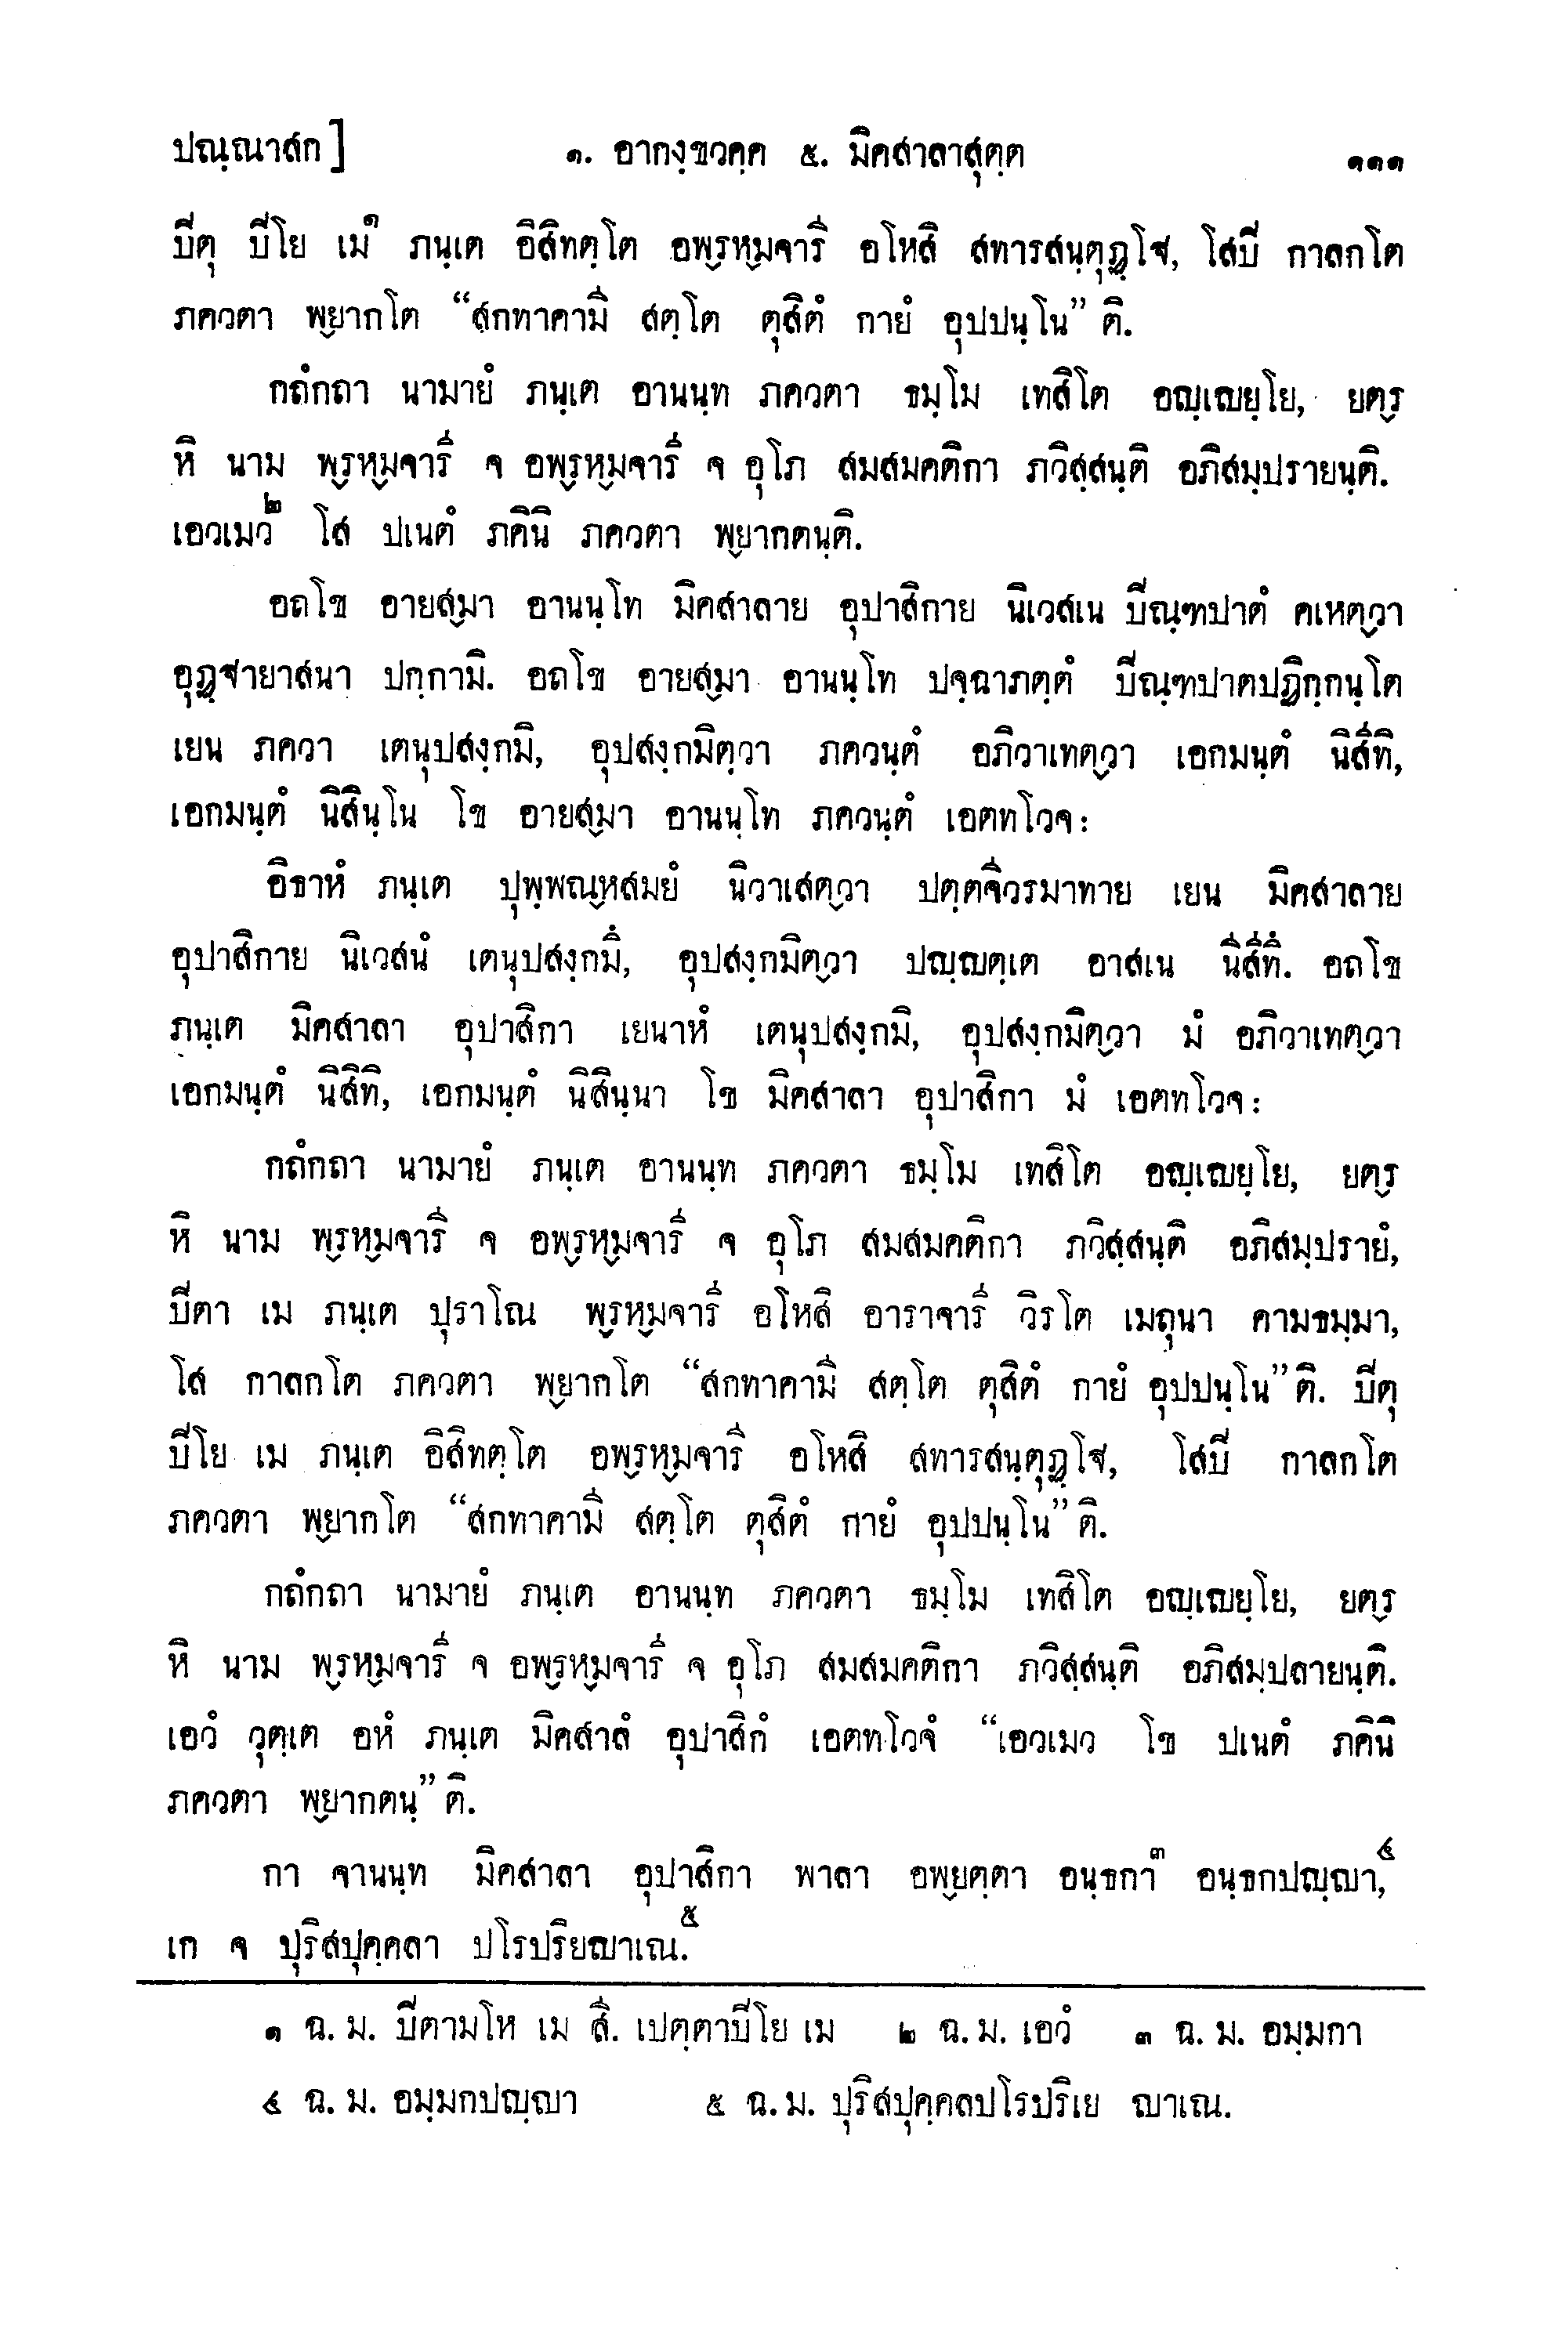 ปณฺณาสก] ๑. อากงฺขวคฺค ๕. มิคสาลาสุตฺต ๑๑๑
ปิตุ ปิโย เม๑ ภนฺเต อิสิทตฺโต อพฺรหฺมจารี อโหสิ สทารสนฺตุฏฺโฐ, โสปิ กาลกโต
ภควตา พฺยากโต “สกทาคามี สตฺโต ตุสิตํ กายํ อุปปนฺโน” ติ.
กถํกถา นามายํ ภนฺเต อานนฺท ภควตา ธมฺโม เทสิโต อญฺเญยฺโย, ยตฺร
หิ นาม พฺรหฺมจารี จ อพฺรหฺมจารี จ อุโภ สมสมคติกา ภวิสฺสนฺติ อภิสมฺปรายนฺติ.
เอวเมวํ๒ โส ปเนตํ ภคินิ ภควตา พฺยากตนฺติ.
อถโข อายสฺมา อานนฺโท มิคสาลาย อุปาสิกาย นิเวสเน ปิณฺฑปาตํ คเหตฺวา
อุฏฺฐายาสนา ปกฺกามิ. อถโข อายสฺมา อานนฺโท ปจฺฉาภตฺตํ ปิณฺฑปาตปฏิกฺกนฺโต
เยน ภควา เตนุปสงฺกมิ, อุปสงฺกมิตฺวา ภควนฺตํ อภิวาเทตฺวา เอกมนฺตํ นิสีทิ,
เอกมนฺตํ นิสินฺโน โข อายสฺมา อานนฺโท ภควนฺตํ เอตทโวจ:
อิธาหํ ภนฺเต ปุพฺพณฺหสมยํ นิวาเสตฺวา ปตฺตจีวรมาทาย เยน มิคสาลาย
อุปาสิกาย นิเวสนํ เตนุปสงฺกมึ, อุปสงฺกมิตฺวา ปญฺญตฺเต อาสเน นิสีทึ. อถโข
ภนฺเต มิคสาลา อุปาสิกา เยนาหํ เตนุปสงฺกมิ, อุปสงฺกมิตฺวา มํ อภิวาเทตฺวา
เอกมนฺตํ นิสีทิ, เอกมนฺตํ นิสินฺนา โข มิคสาลา อุปาสิกา มํ เอตทโวจ:
กถํกถา นามายํ ภนฺเต อานนฺท ภควตา ธมฺโม เทสิโต อญฺเญยฺโย, ยตฺร
หิ นาม พฺรหฺมจารี จ อพฺรหฺมจารี จ อุโภ สมสมคติกา ภวิสฺสนฺติ อภิสมฺปรายํ,
ปิตา เม ภนฺเต ปุราโณ พฺรหฺมจารี อโหสิ อาราจารี วิรโต เมถุนา คามธมฺมา,
โส กาลกโต ภควตา พฺยากโต “สกทาคามี สตฺโต ตุสิตํ กายํ อุปปนฺโน” ติ. ปิตุ
ปิโย เม ภนฺเต อิสิทตฺโต อพฺรหฺมจารี อโหสิ สทารสนฺตุฏฺโฐ, โสปิ กาลกโต
ภควตา พฺยากโต “สกทาคามี สตฺโต ตุสิตํ กายํ อุปปนฺโน” ติ.
กถํกถา นามายํ ภนฺเต อานนฺท ภควตา ธมฺโม เทสิโต อญฺเญยฺโย, ยตฺร
หิ นาม พฺรหฺมจารี จ อพฺรหฺมจารี จ อุโภ สมสมคติกา ภวิสฺสนฺติ อภิสมฺปลายนฺติ.
เอวํ วุตฺเต อหํ ภนฺเต มิคสาลํ อุปาสิกํ เอตทโวจํ “เอวเมว โข ปเนตํ ภคินิ
ภควตา พฺยากตนฺ” ติ.
กา จานนฺท มิคสาลา อุปาสิกา พาลา อพฺยตฺตา อนฺธกา๓ อนฺธกปญฺญา,๔
เก จ ปุริสปุคฺคลา ปโรปริยญาเณ.๕
๑ ฉ. ม. ปิตามโห เม สี. เปตฺตาปิโย เม ๒ ฉ. ม. เอวํ ๓ ฉ. ม. อมฺมกา
๔ ฉ. ม. อมฺมกปญฺญา ๕ ฉ. ม. ปุริสปุคฺคลปโรปริเย ญาเณ.